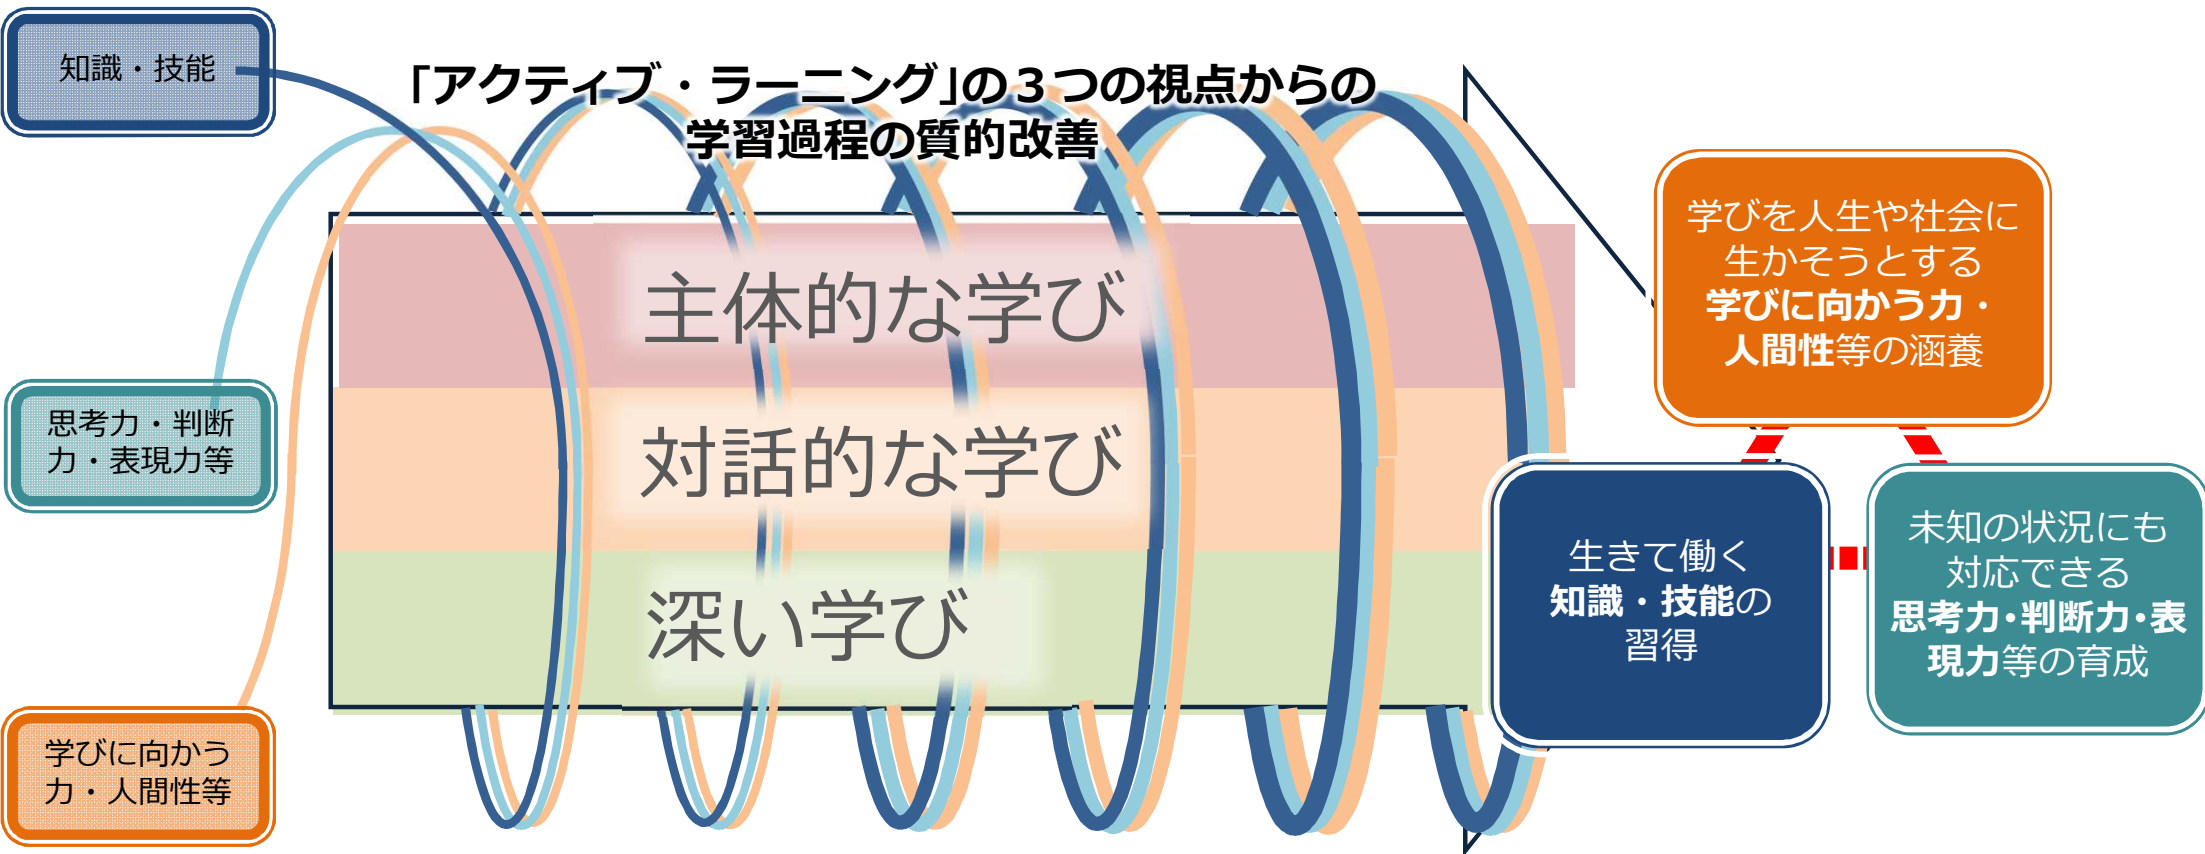 知識・技能
「アクティブ・ラーニング」の３つの視点からの
学習過程の質的改善
主体的な学び
対話的な学び
深い学び
思考力・判断
力・表現力等
学びに向かう
力・人間性等
学びを人生や社会に
生かそうとする
学びに向かう力・
人間性等の涵養
生きて働く
知識・技能の
習得
未知の状況にも
対応できる
思考力・判断力・表
現力等の育成